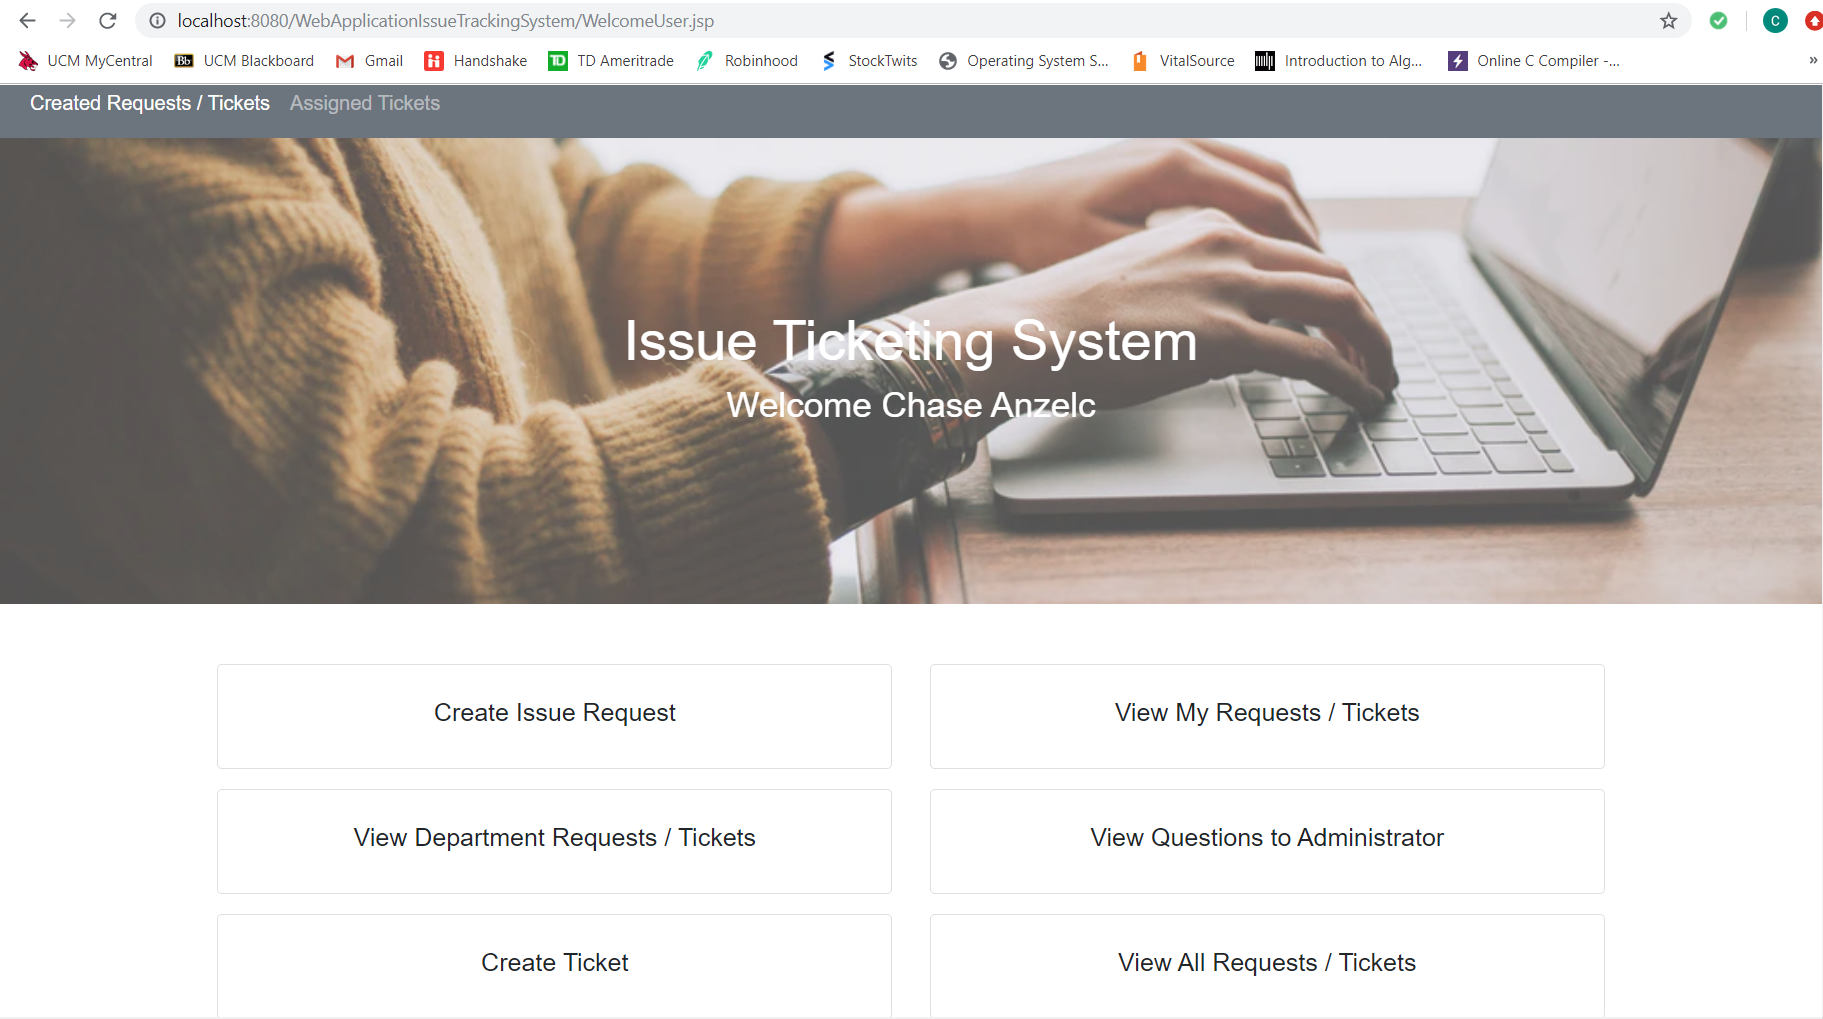 localhost:8080/WebApplicationIssueTrackingSystem/WelcomeUser.jsp
C
UCM MyCentral Bb UCM Blackboard Gmail Handshake TD TD Ameritrade Robinhood StockTwits Operating System S... VitalSource Introduction to Alg... Online C Compiler -... »
Created Requests / Tickets Assigned Tickets
Issue Ticketing System
Welcome Chase Anzelc
Create Issue Request View My Requests / Tickets
View Department Requests / Tickets View Questions to Administrator
Create Ticket View All Requests / Tickets